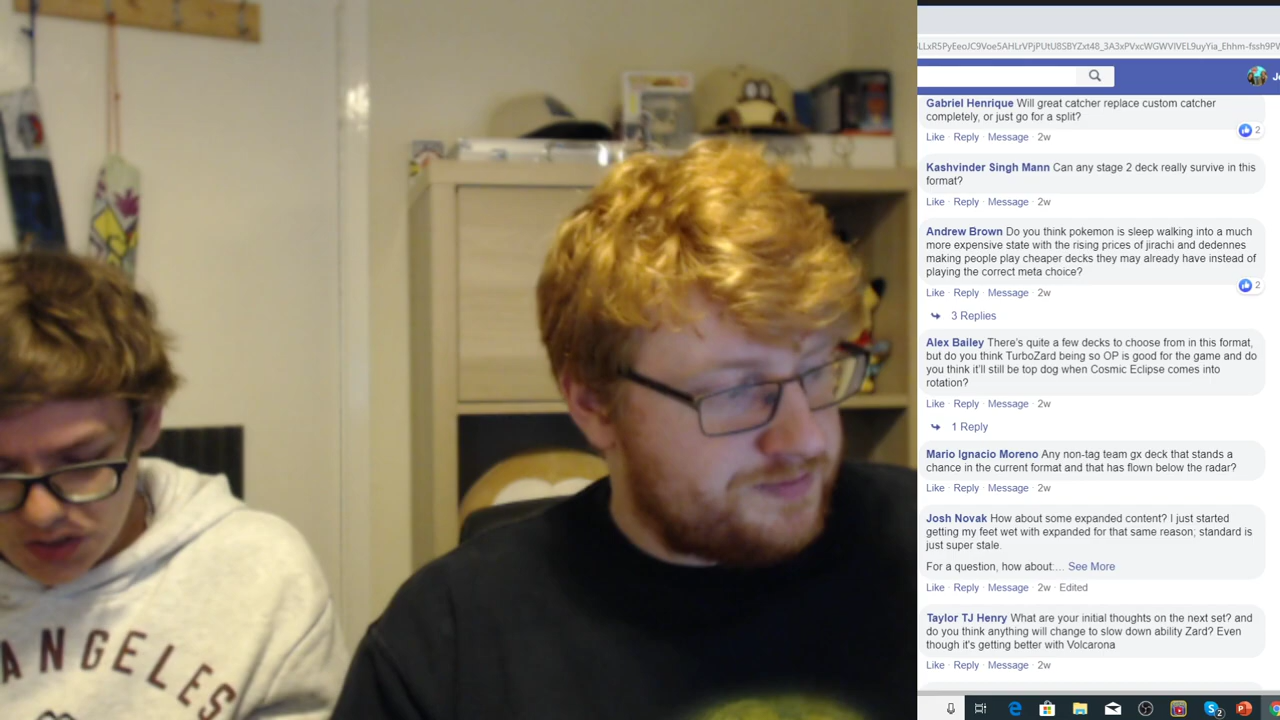 LLxR5PyEeoJC9Voe5AHLrVPjPUtU8SBYZxt48_3A3xPVxcWGWVIVEL9uyYia_Ehhm-fssh9PW
Gabriel Henrique Will great catcher replace custom catcher
completely, or just go for a split?
2
Like · Reply · Message · 2w
Kashvinder Singh Mann Can any stage 2 deck really survive in this
format?
Like · Reply · Message · 2w
Andrew Brown Do you think pokemon is sleep walking into a much
more expensive state with the rising prices of jirachi and dedennes
making people play cheaper decks they may already have instead of
playing the correct meta choice?
2
Like · Reply · Message · 2w
3 Replies
Alex Bailey There's quite a few decks to choose from in this format,
but do you think TurboZard being so OP is good for the game and do
you think it'll still be top dog when Cosmic Eclipse comes into
rotation?
Like · Reply · Message · 2w
1 Reply
Mario Ignacio Moreno Any non-tag team gx deck that stands a
chance in the current format and that has flown below the radar?
Like · Reply · Message · 2w
Josh Novak How about some expanded content? I just started
getting my feet wet with expanded for that same reason; standard is
just super stale.
For a question, how about.... See More
Like · Reply · Message · 2w · Edited
Taylor TJ Henry What are your initial thoughts on the next set? and
do you think anything will change to slow down ability Zard? Even
though it's getting better with Volcarona
Like · Reply · Message · 2w
ANGELES